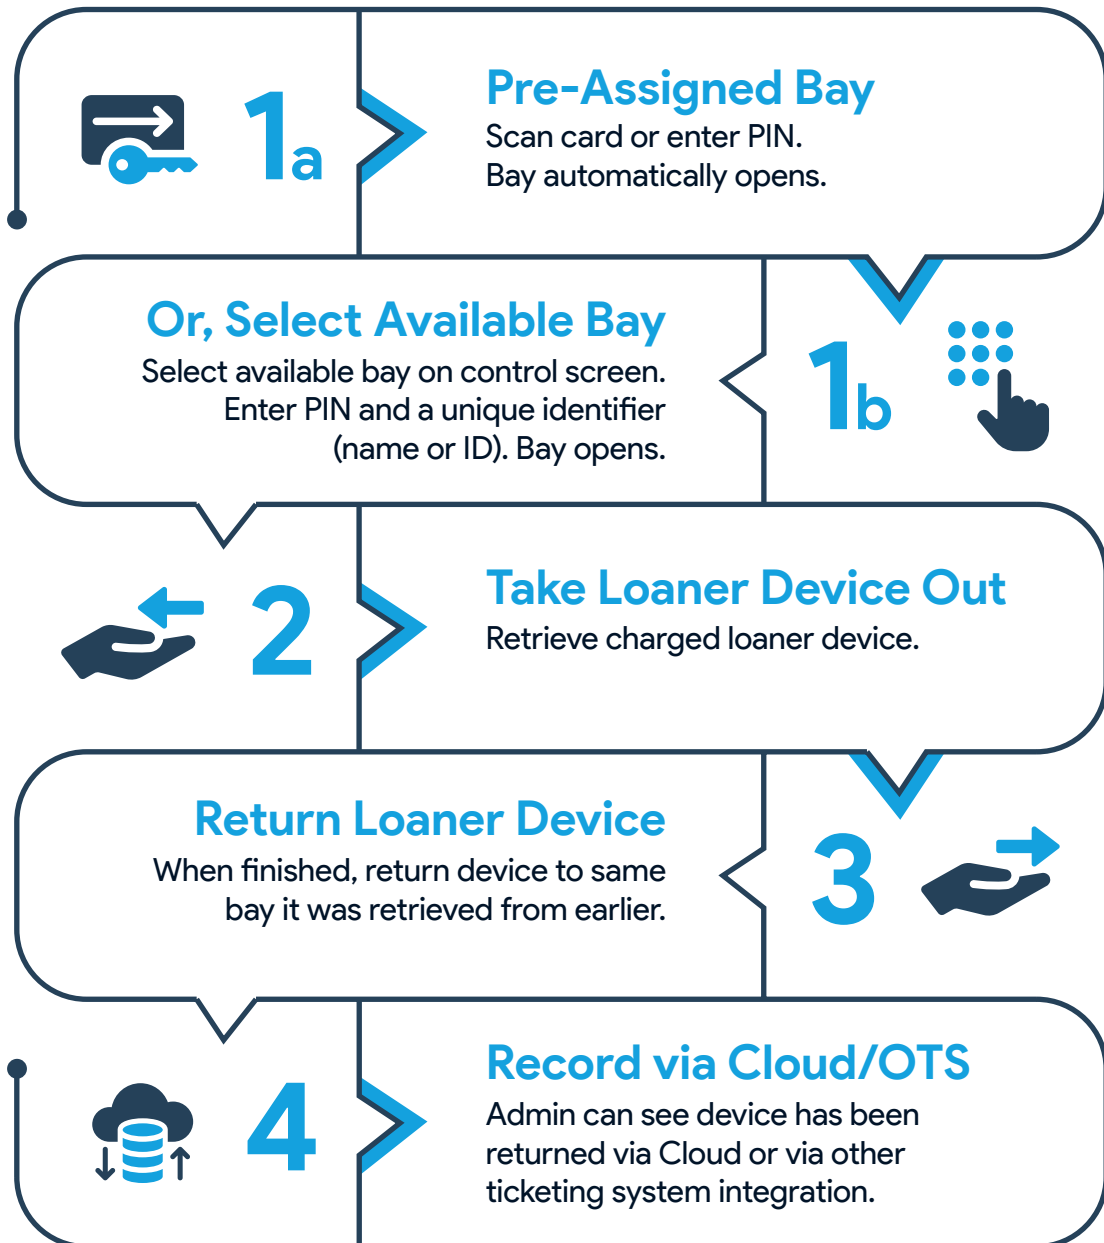 1a
Pre-Assigned Bay
Scan card or enter PIN.
Bay automatically opens.
Or, Select Available Bay
Select available bay on control screen.
Enter PIN and a unique identifier
(name or ID). Bay opens.
1b
2
Take Loaner Device Out
Retrieve charged loaner device.
Return Loaner Device
When finished, return device to same
bay it was retrieved from earlier.
3
4
Record via Cloud/OTS
Admin can see device has been
returned via Cloud or via other
ticketing system integration.